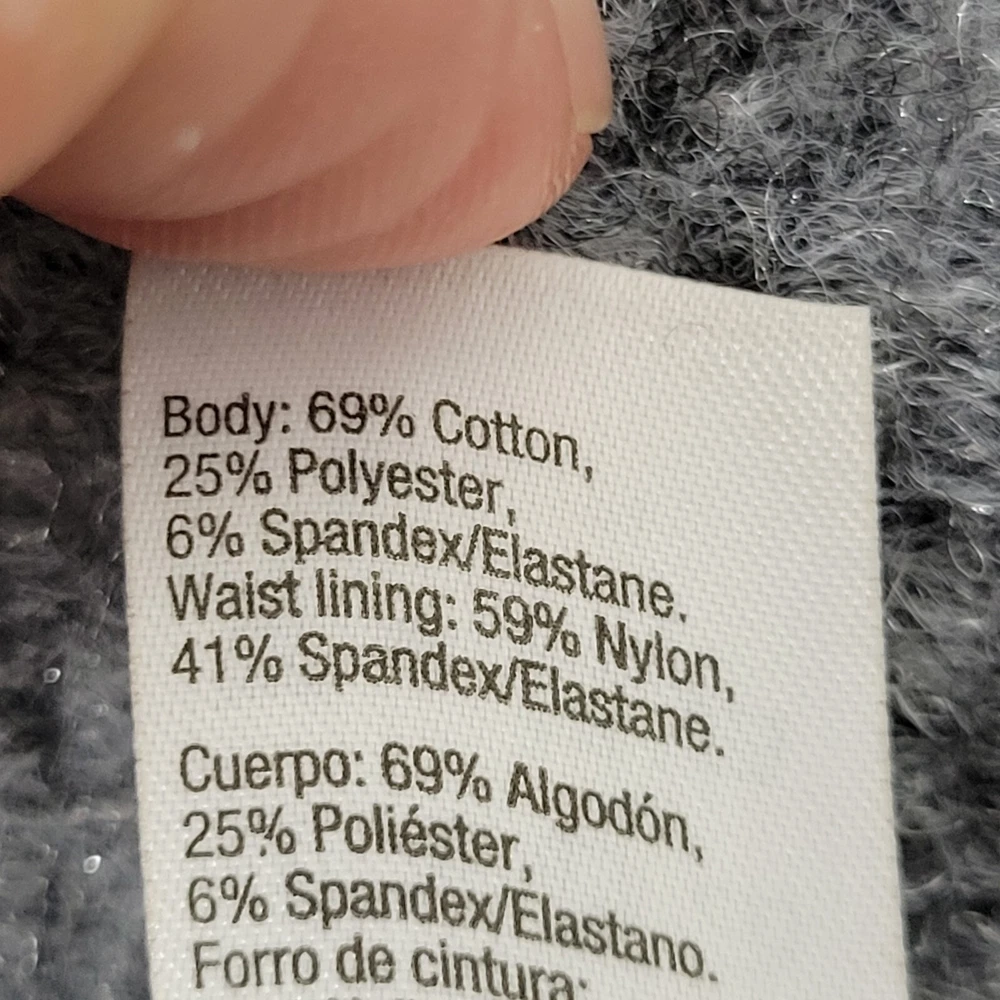 Body: 69% Cotton,
25% Polyester,
6% Spandex/Elastane.
Waist lining: 59% Nylon,
41% Spandex/Elastane.
Cuerpo: 69% Algodón,
25% Poliéster,
6% Spandex/Elastano.
Forro de cintura: